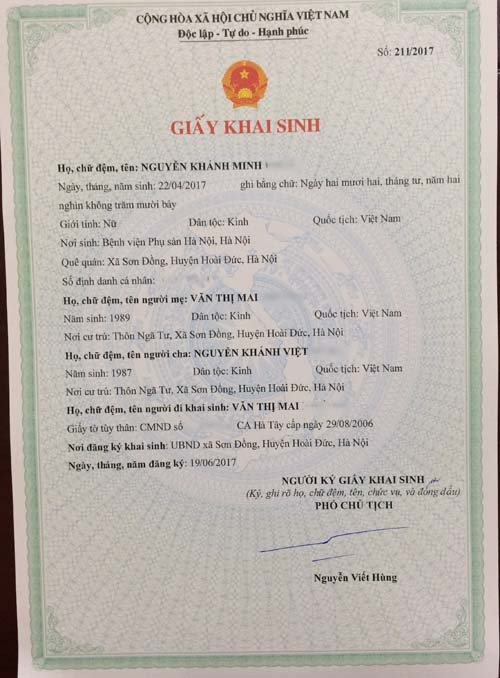 CỘNG HÒA XÃ HỘI CHỦ NGHĨA VIỆT NAM
Độc lập - Tự do - Hạnh phúc
Số: 211/2017
GIẤY KHAI SINH
Họ, chữ đệm, tên: NGUYỄN KHÁNH MINH
Ngày, tháng, năm sinh: 22/04/2017 ghi bằng chữ: Ngày hai mươi hai, tháng tư, năm hai
nghìn không trăm mười bảy
Giới tính: Nữ Dân tộc: Kinh Quốc tịch: Việt Nam
Nơi sinh: Bệnh viện Phụ sản Hà Nội, Hà Nội
Quê quán: Xã Sơn Đồng, Huyện Hoài Đức, Hà Nội
Số định danh cá nhân:
Họ, chữ đệm, tên người mẹ: VĂN THỊ MAI
Năm sinh: 1989 Dân tộc: Kinh Quốc tịch: Việt Nam
Nơi cư trú: Thôn Ngã Tư, Xã Sơn Đồng, Huyện Hoài Đức, Hà Nội
Họ, chữ đệm, tên người cha: NGUYỄN KHÁNH VIỆT
Năm sinh: 1987 Dân tộc: Kinh Quốc tịch: Việt Nam
Nơi cư trú: Thôn Ngã Tư, Xã Sơn Đồng, Huyện Hoài Đức, Hà Nội
Họ, chữ đệm, tên người đi khai sinh: VĂN THỊ MAI
Giấy tờ tùy thân: CMND số CA Hà Tây cấp ngày 29/08/2006
Nơi đăng ký khai sinh: UBND xã Sơn Đồng, Huyện Hoài Đức, Hà Nội
Ngày, tháng, năm đăng ký: 19/06/2017
NGƯỜI KÝ GIẤY KHAI SINH
(Ký, ghi rõ họ, chữ đệm, tên, chức vụ, và đóng dấu)
PHÓ CHỦ TỊCH
Nguyễn Viết Hùng